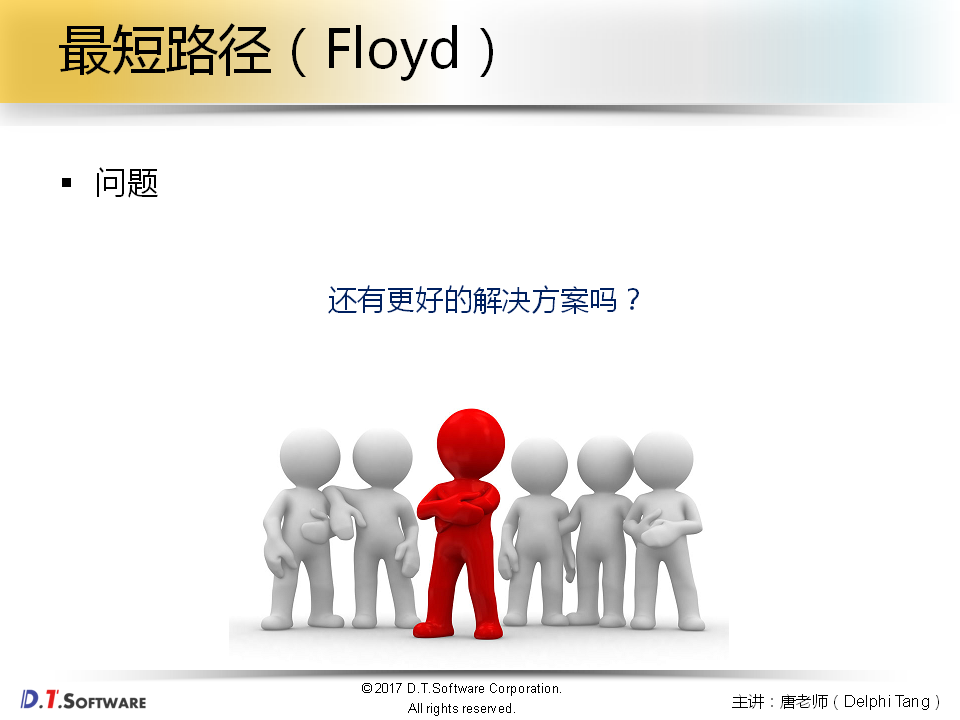 最短路径（Floyd）
▪ 问题
还有更好的解决方案吗？
D.T.SOFTWARE
©2017 D.T.Software Corporation.
All rights reserved.
主讲：唐老师（Delphi Tang）